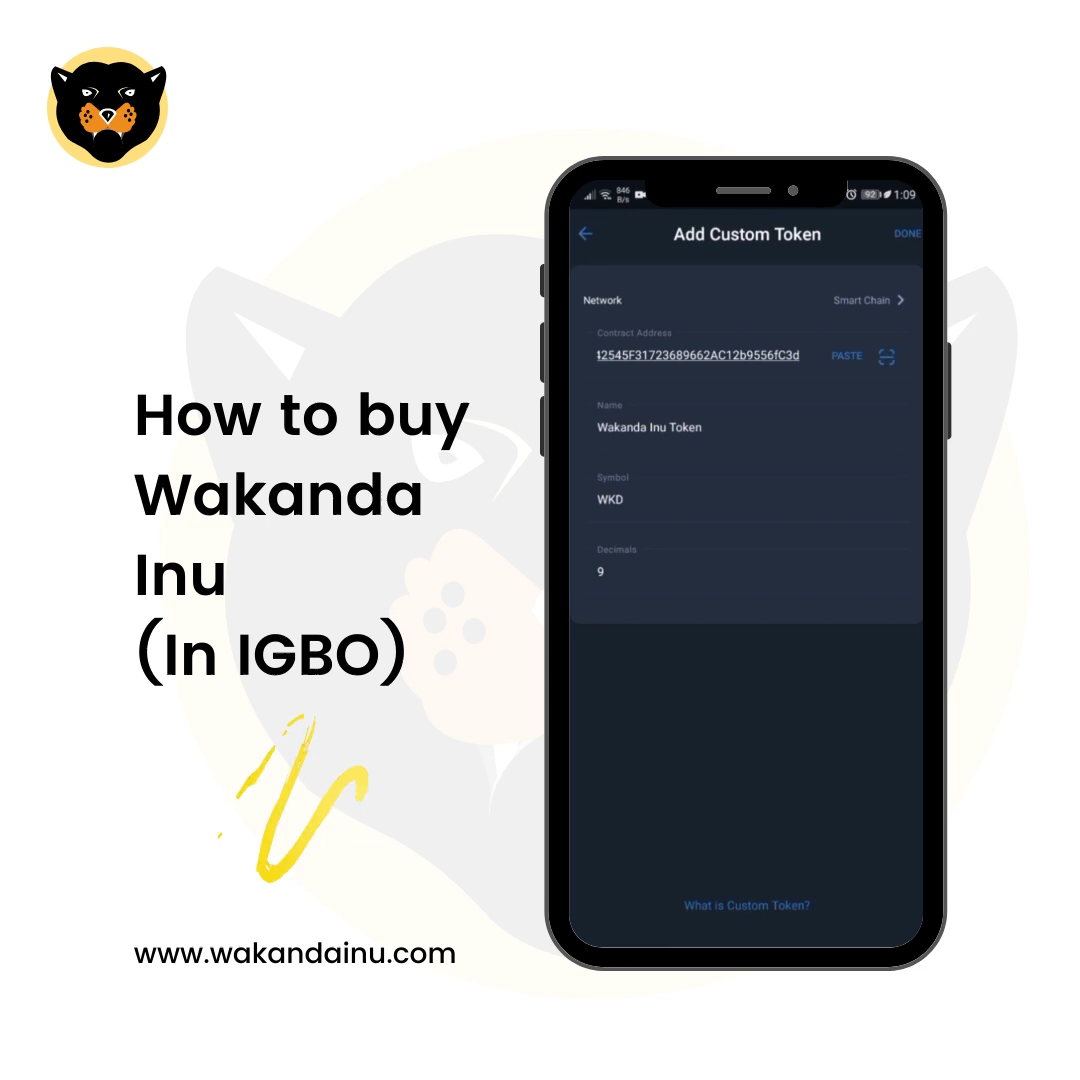 How to buy
Wakanda
Inu
(In IGBO)
www.wakandainu.com
846
B/s
92
1:09
Add Custom Token
DONE
Network
Smart Chain
Contract Address
2545F31723689662AC12b9556fC3d
PASTE
Name
Wakanda Inu Token
Symbol
WKD
Decimals
9
What is Custom Token?